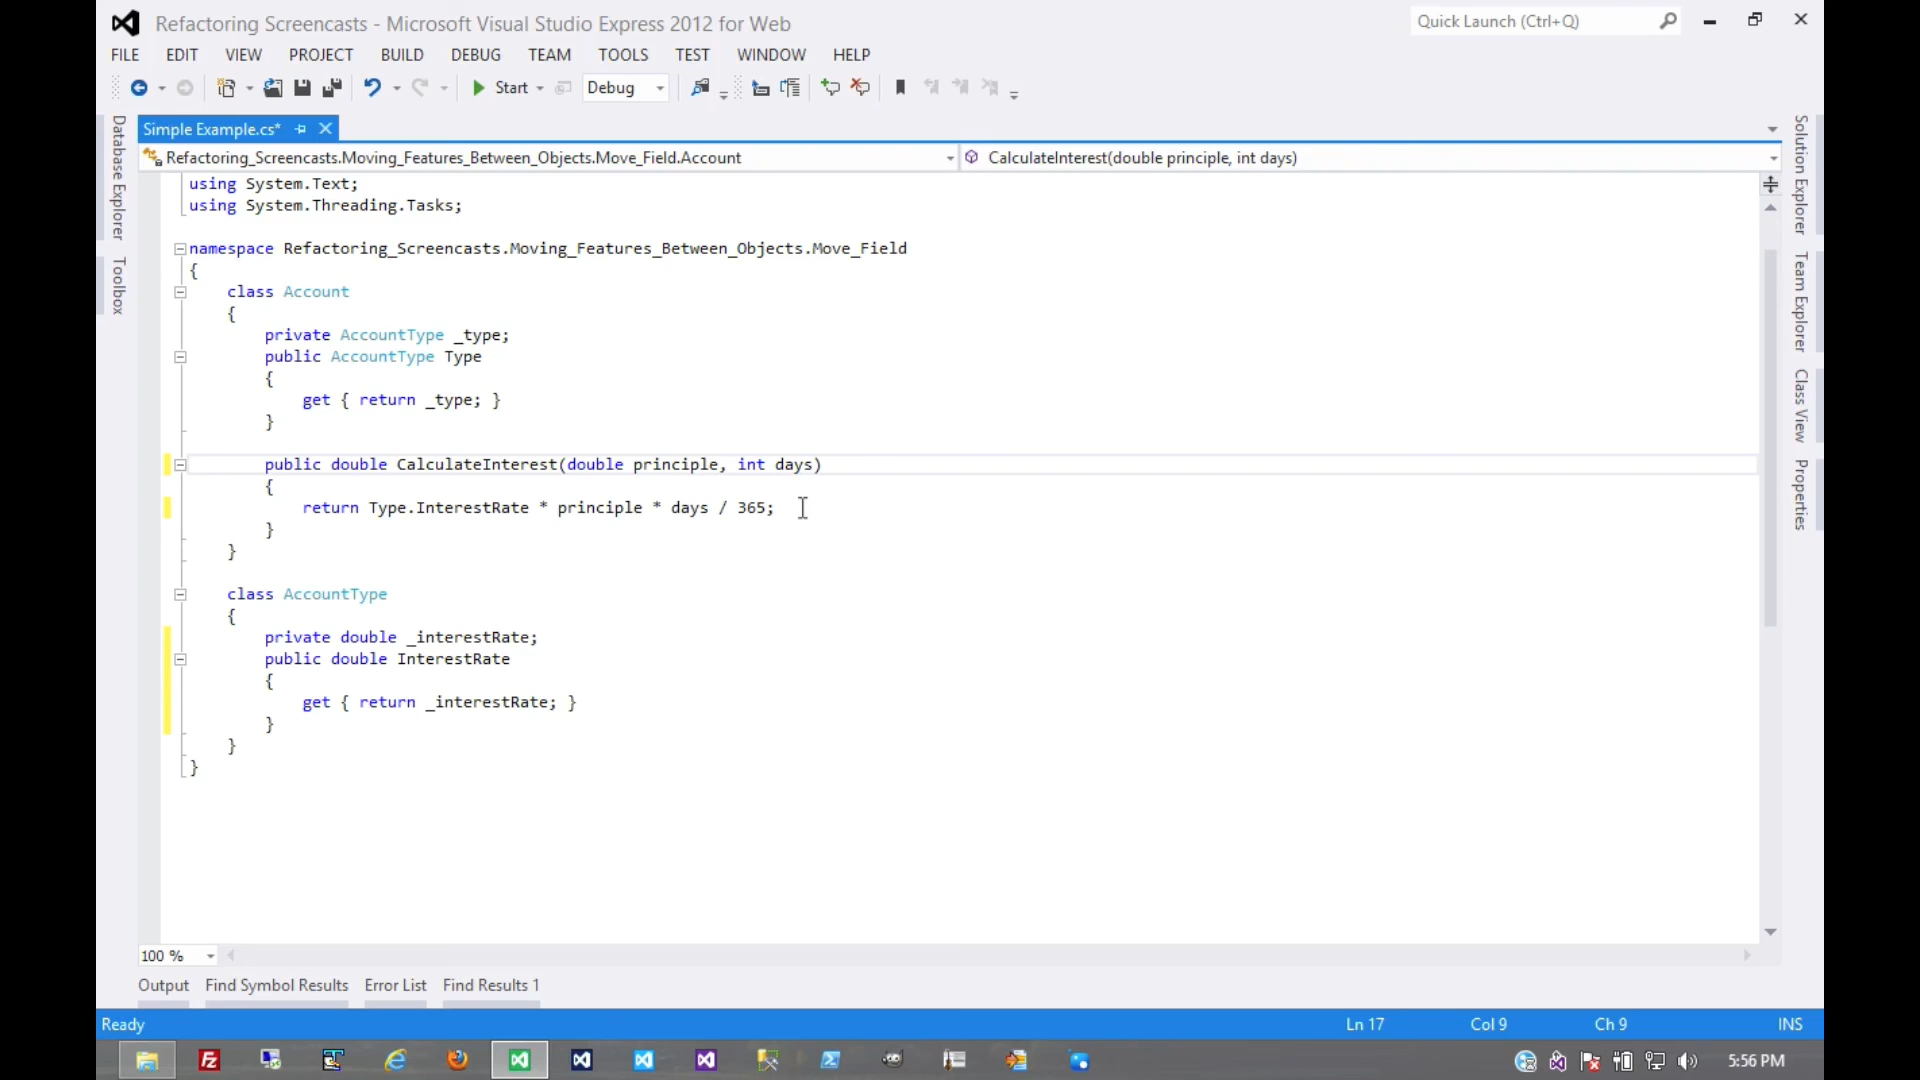 Refactoring Screencasts - Microsoft Visual Studio Express 2012 for Web
Quick Launch (Ctrl+Q)
FILE EDIT VIEW PROJECT BUILD DEBUG TEAM TOOLS TEST WINDOW HELP
Start Debug
Database Explorer
Toolbox
Simple Example.cs*
Refactoring_Screencasts.Moving_Features_Between_Objects.Move_Field.Account
CalculateInterest(double principle, int days)
using System.Text;
using System.Threading.Tasks;
namespace Refactoring_Screencasts.Moving_Features_Between_Objects.Move_Field
{
class Account
{
private AccountType _type;
public AccountType Type
{
get { return _type; }
}
public double CalculateInterest(double principle, int days)
{
return Type.InterestRate * principle * days / 365;
}
}
class AccountType
{
private double _interestRate;
public double InterestRate
{
get { return _interestRate; }
}
}
}
Solution Explorer
Team Explorer
Class View
Properties
100 %
Output Find Symbol Results Error List Find Results 1
Ready Ln 17 Col 9 Ch 9 INS
Fz
5:56 PM